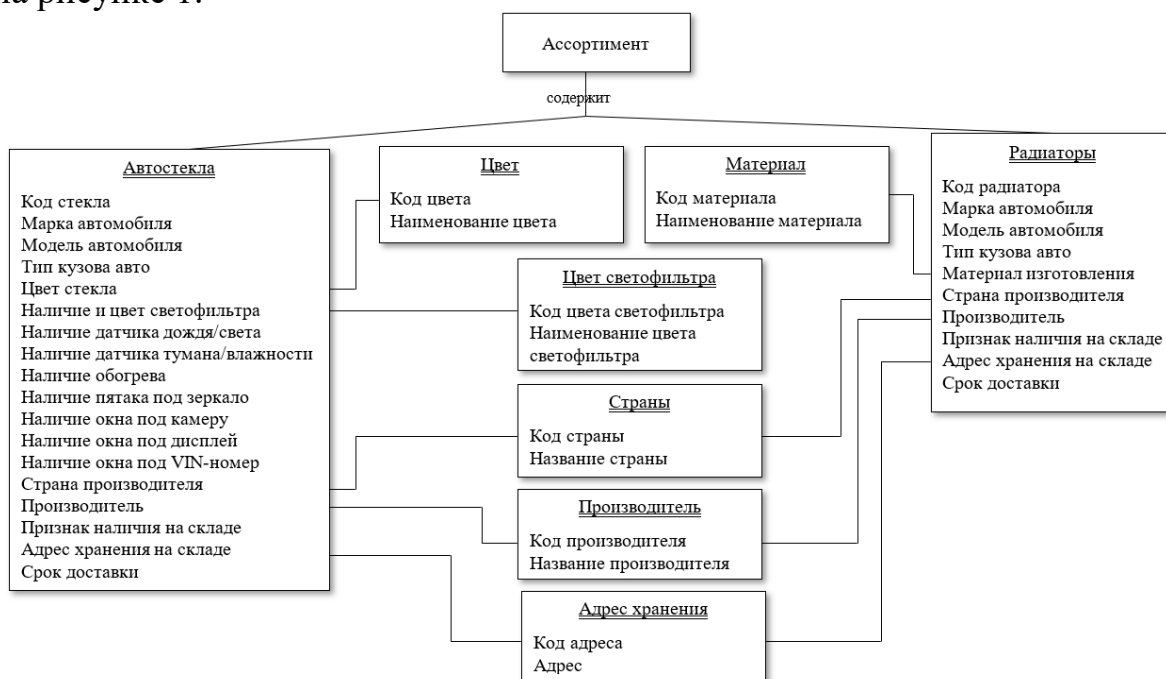 на рисунке 1.
Ассортимент
содержит
Автостекла
Код стекла
Марка автомобиля
Модель автомобиля
Тип кузова авто
Цвет стекла
Наличие и цвет светофильтра
Наличие датчика дождя/света
Наличие датчика тумана/влажности
Наличие обогрева
Наличие пятака под зеркало
Наличие окна под камеру
Наличие окна под дисплей
Наличие окна под VIN-номер
Страна производителя
Производитель
Признак наличия на складе
Адрес хранения на складе
Срок доставки
Цвет
Код цвета
Наименование цвета
Материал
Код материала
Наименование материала
Цвет светофильтра
Код цвета светофильтра
Наименование цвета
светофильтра
Страны
Код страны
Название страны
Производитель
Код производителя
Название производителя
Адрес хранения
Код адреса
Адрес
Радиаторы
Код радиатора
Марка автомобиля
Модель автомобиля
Тип кузова авто
Материал изготовления
Страна производителя
Производитель
Признак наличия на складе
Адрес хранения на складе
Срок доставки